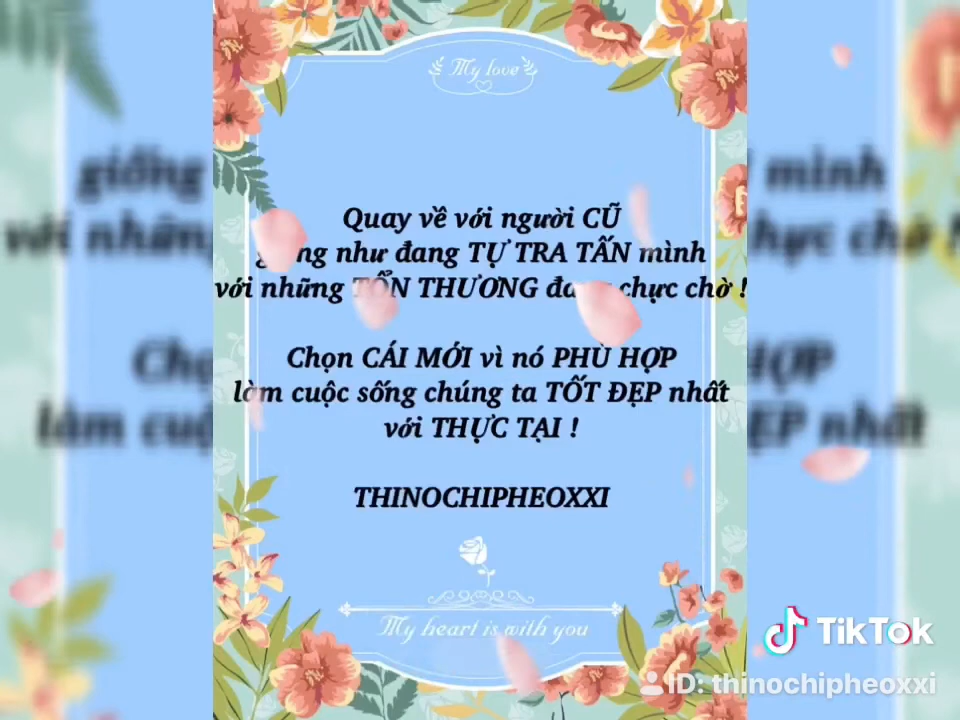 My love
Quay về với người CŨ
giống như đang TỰ TRA TẤN mình
với những TỔN THƯƠNG đang chực chờ !
Chọn CÁI MỚI vì nó PHÙ HỢP
làm cuộc sống chúng ta TỐT ĐẸP nhất
với THỰC TẠI !
THINOCHIPHEOXXI
My heart is with you
TikTok
ID: thinochipheoxxi